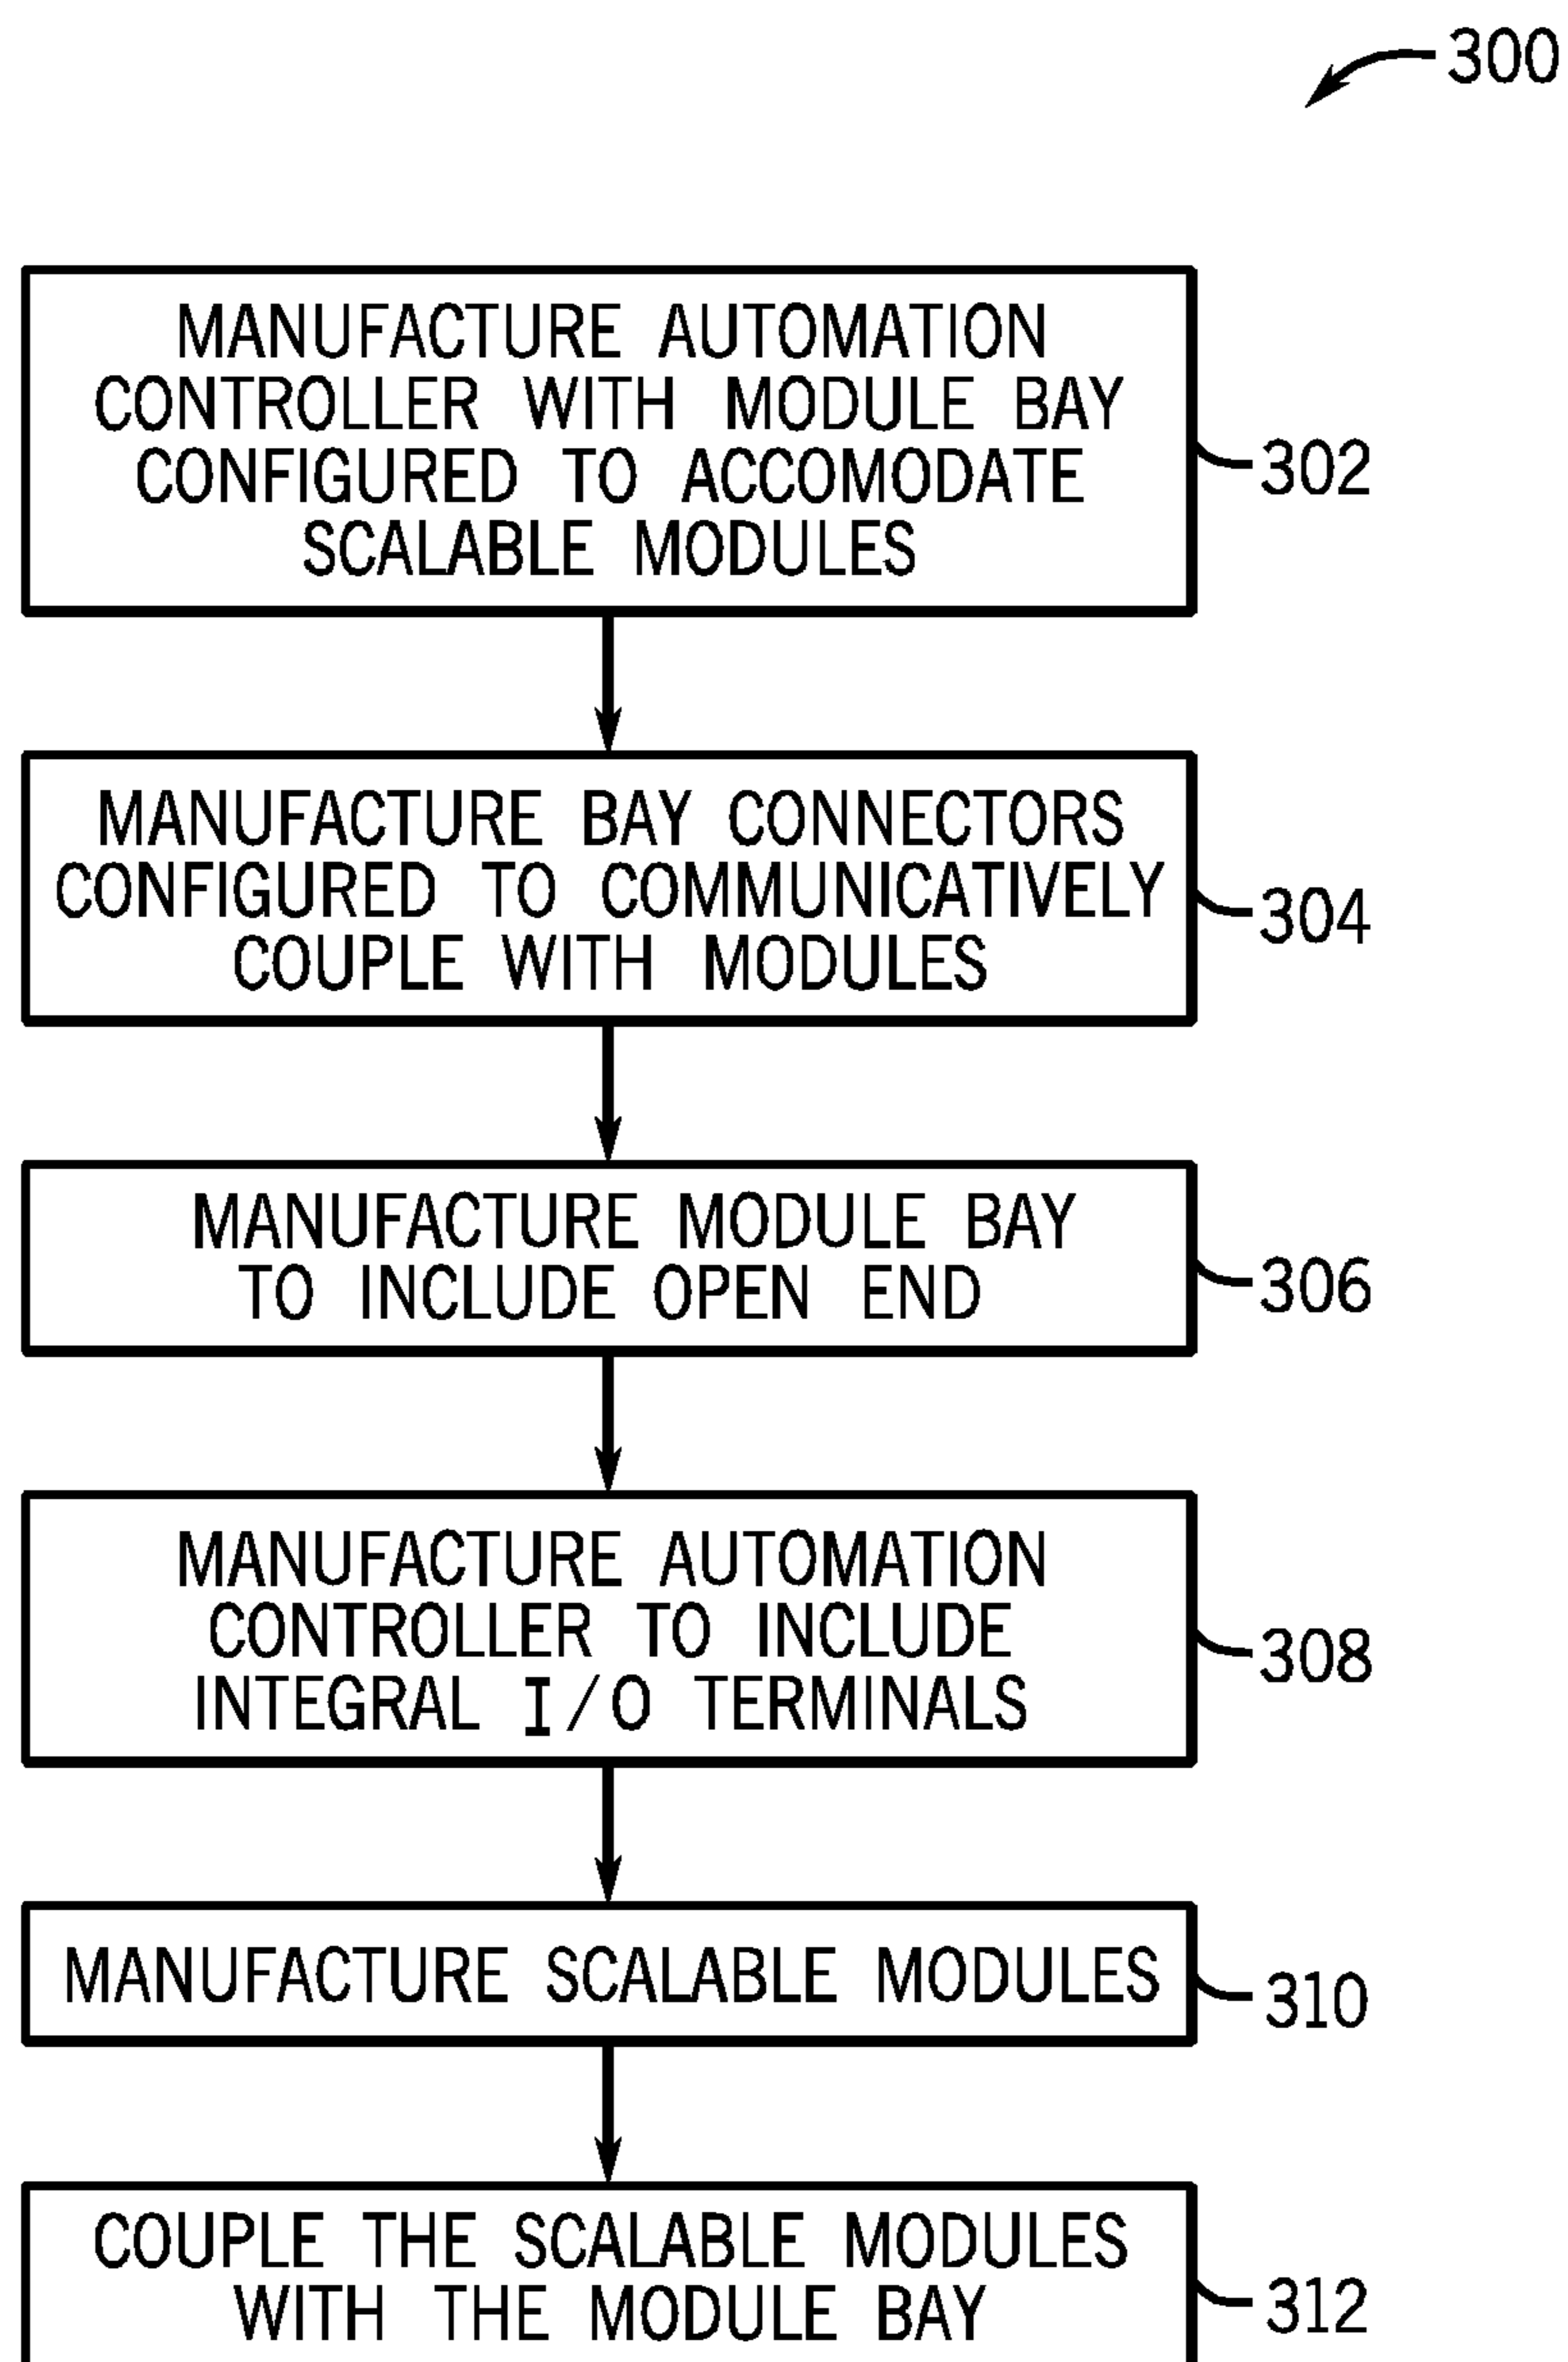 300
MANUFACTURE AUTOMATION
CONTROLLER WITH MODULE BAY
CONFIGURED TO ACCOMODATE
SCALABLE MODULES
302
MANUFACTURE BAY CONNECTORS
CONFIGURED TO COMMUNICATIVELY
COUPLE WITH MODULES
304
MANUFACTURE MODULE BAY
TO INCLUDE OPEN END
306
MANUFACTURE AUTOMATION
CONTROLLER TO INCLUDE
INTEGRAL I/O TERMINALS
308
MANUFACTURE SCALABLE MODULES
310
COUPLE THE SCALABLE MODULES
WITH THE MODULE BAY
312